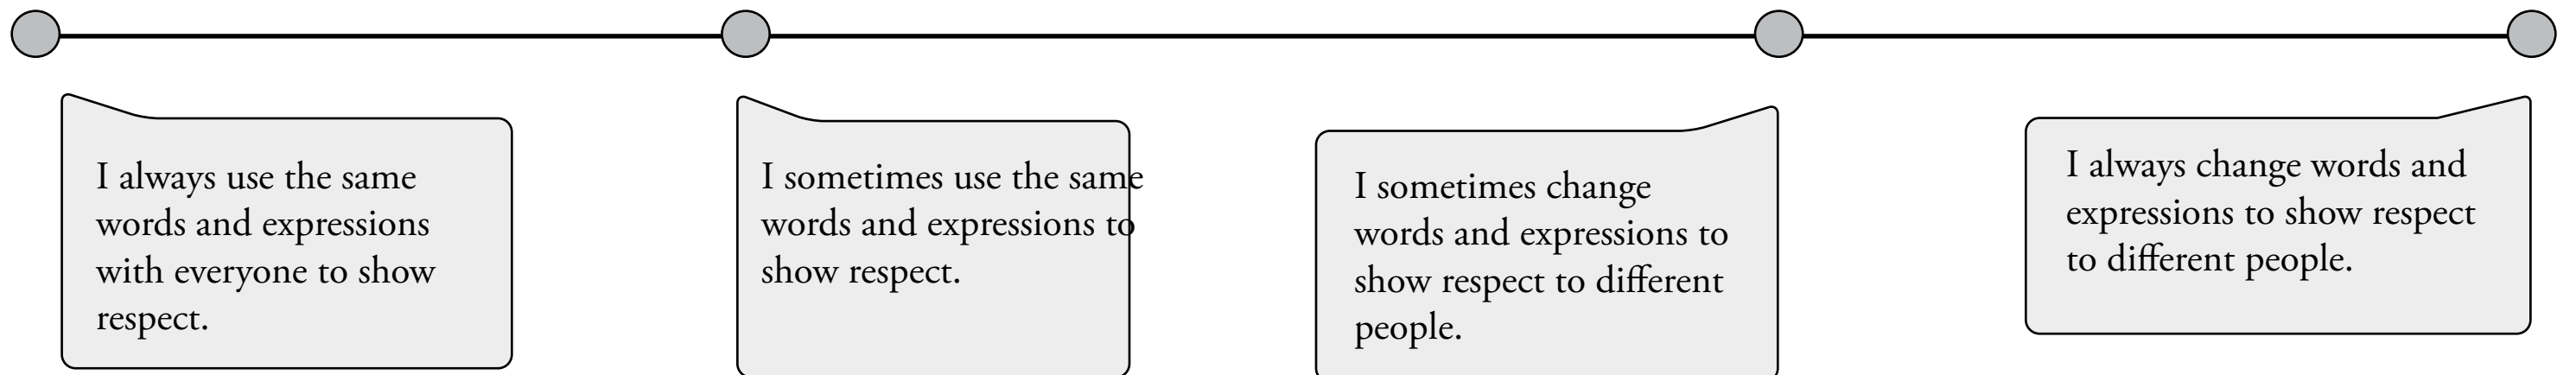 I always use the same
words and expressions
with everyone to show
respect.
I sometimes use the same
words and expressions to
show respect.
I sometimes change
words and expressions to
show respect to different
people.
I always change words and
expressions to show respect
to different people.